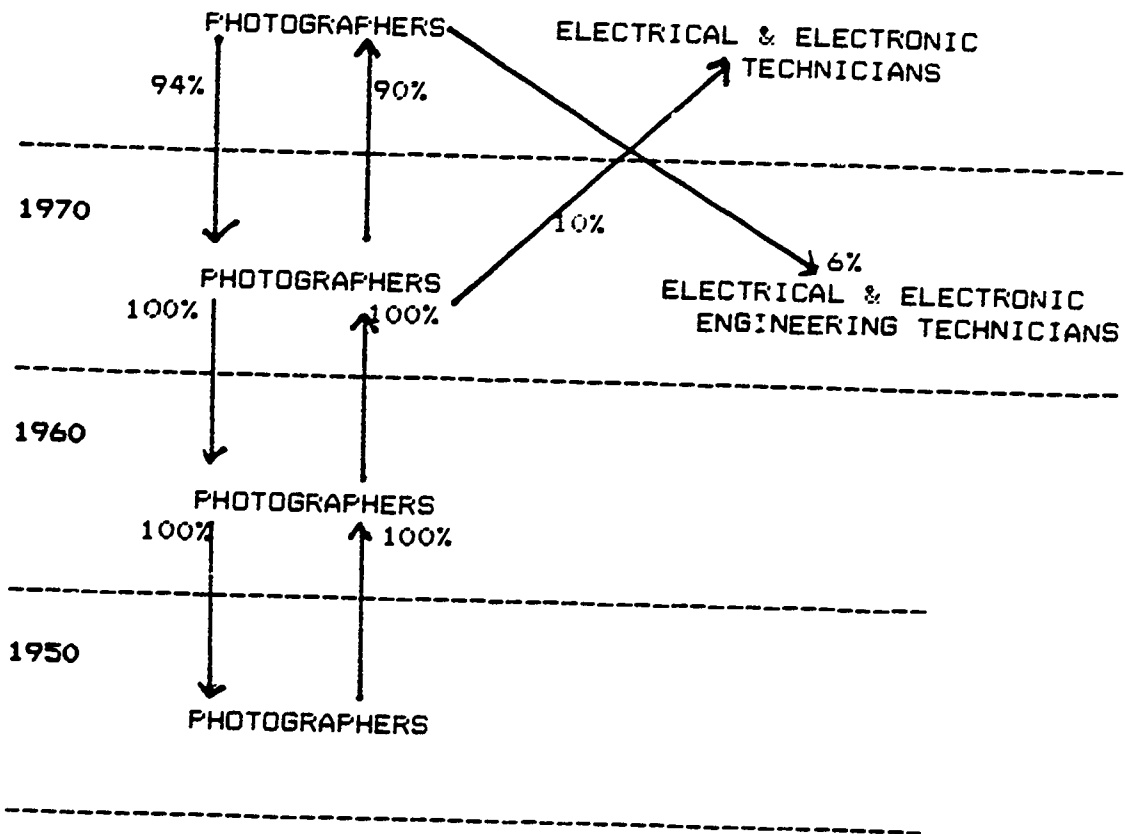 PHOTOGRAPHERS
ELECTRICAL & ELECTRONIC
TECHNICIANS
94%
90%
1970
10%
6%
PHOTOGRAPHERS
ELECTRICAL & ELECTRONIC
ENGINEERING TECHNICIANS
100%
100%
1960
PHOTOGRAPHERS
100%
100%
1950
PHOTOGRAPHERS